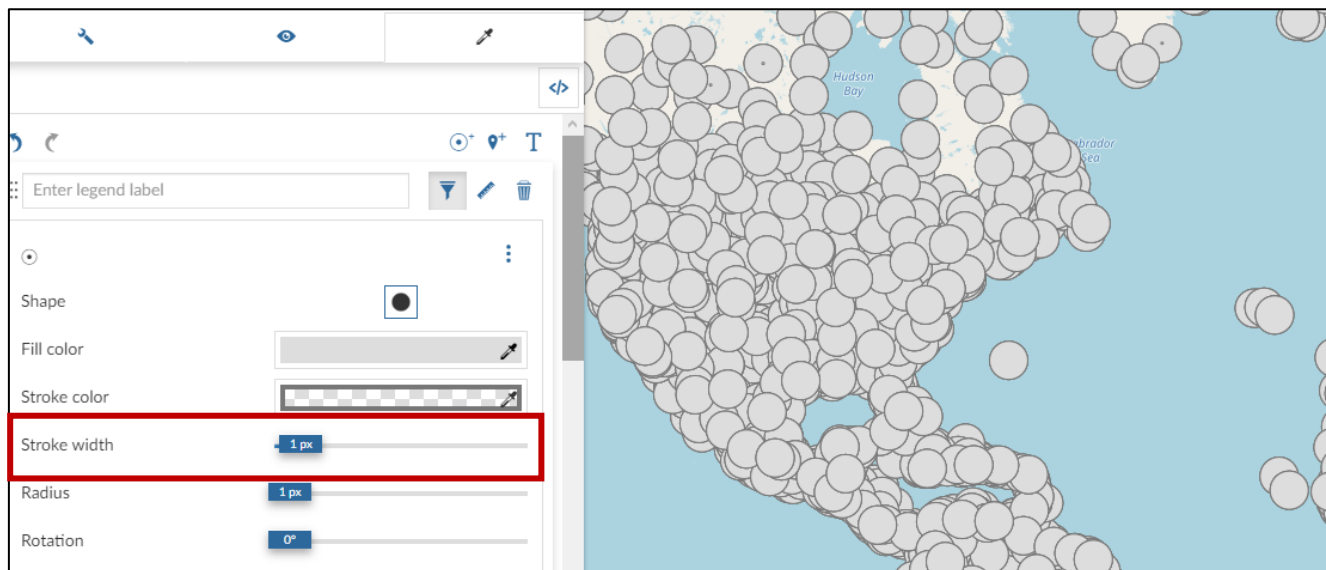 </>
T
Enter legend label
Shape
Fill color
Stroke color
Stroke width
1 px
Radius
1 px
Rotation
0°
Hudson
Bay
brador
Sea